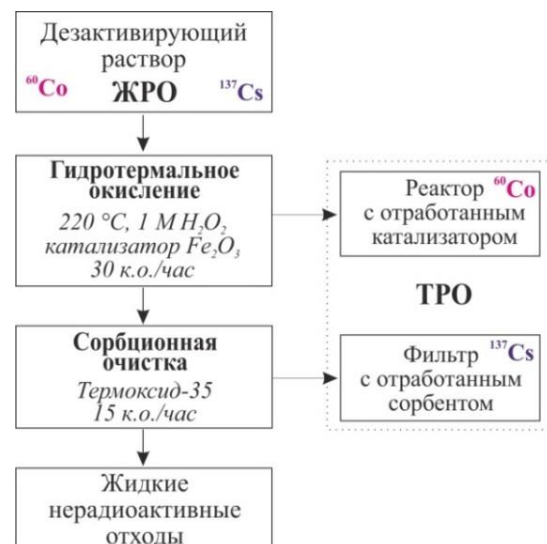 Дезактивирующий
раствор
⁶⁰Co ЖРО ¹³⁷Cs
Гидротермальное
окисление
220 °C, 1 М H₂O₂
катализатор Fe₂O₃
30 к.о./час
Реактор ⁶⁰Co
с отработанным
катализатором
ТРО
Сорбционная
очистка
Термоксид-35
15 к.о./час
Фильтр ¹³⁷Cs
с отработанным
сорбентом
Жидкие
нерадиоактивные
отходы